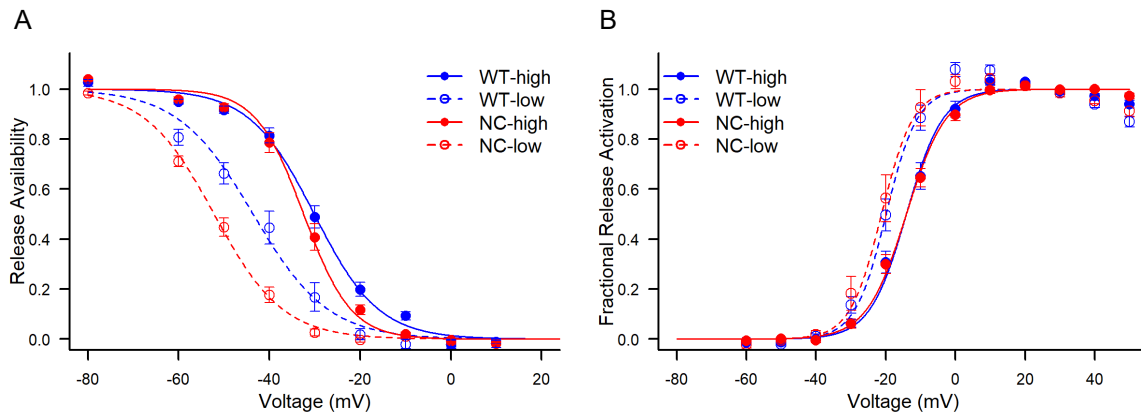 A
Release Availability
1.0
0.8
0.6
0.4
0.2
0.0
-80
-60
-40
-20
0
20
Voltage (mV)
WT-high
WT-low
NC-high
NC-low
B
Fractional Release Activation
1.0
0.8
0.6
0.4
0.2
0.0
-80
-60
-40
-20
0
20
40
Voltage (mV)
WT-high
WT-low
NC-high
NC-low